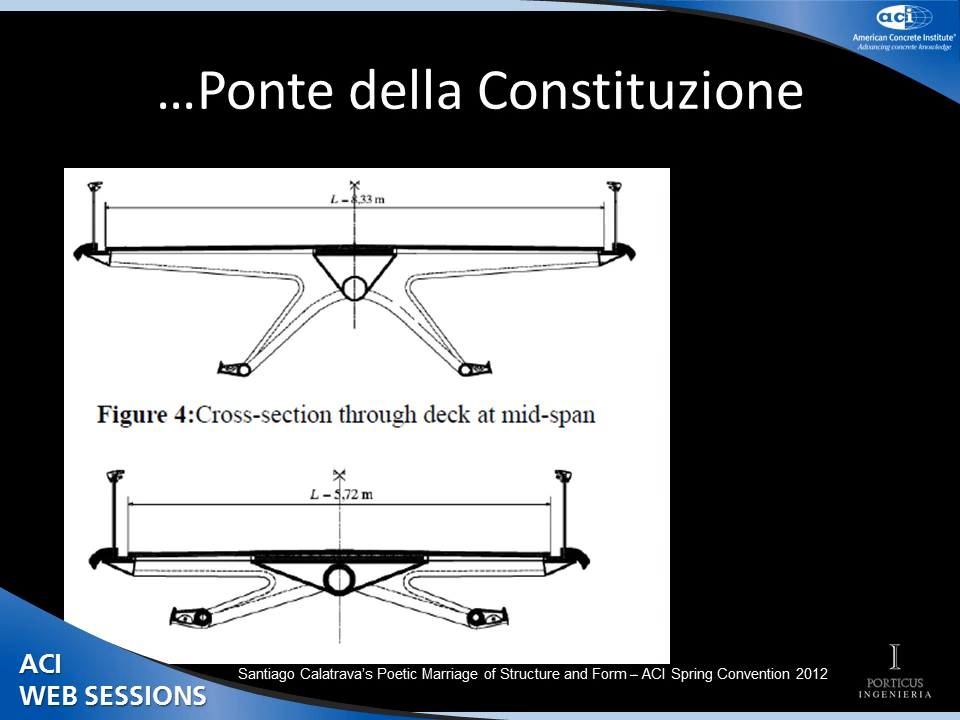 aci
American Concrete Institute®
Advancing concrete knowledge
…Ponte della Constituzione
L = 8,33 m
Figure 4:Cross-section through deck at mid-span
L = 5,72 m
ACI
WEB SESSIONS
Santiago Calatrava’s Poetic Marriage of Structure and Form – ACI Spring Convention 2012
PORTICUS
INGENIERIA